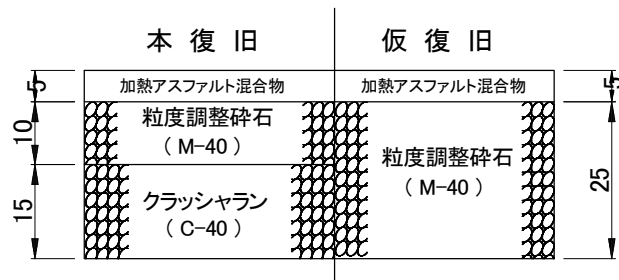 本 復 旧
仮 復 旧
5
加熱アスファルト混合物
加熱アスファルト混合物
5
10
粒度調整砕石
( M-40 )
粒度調整砕石
( M-40 )
25
15
クラッシャラン
( C-40 )